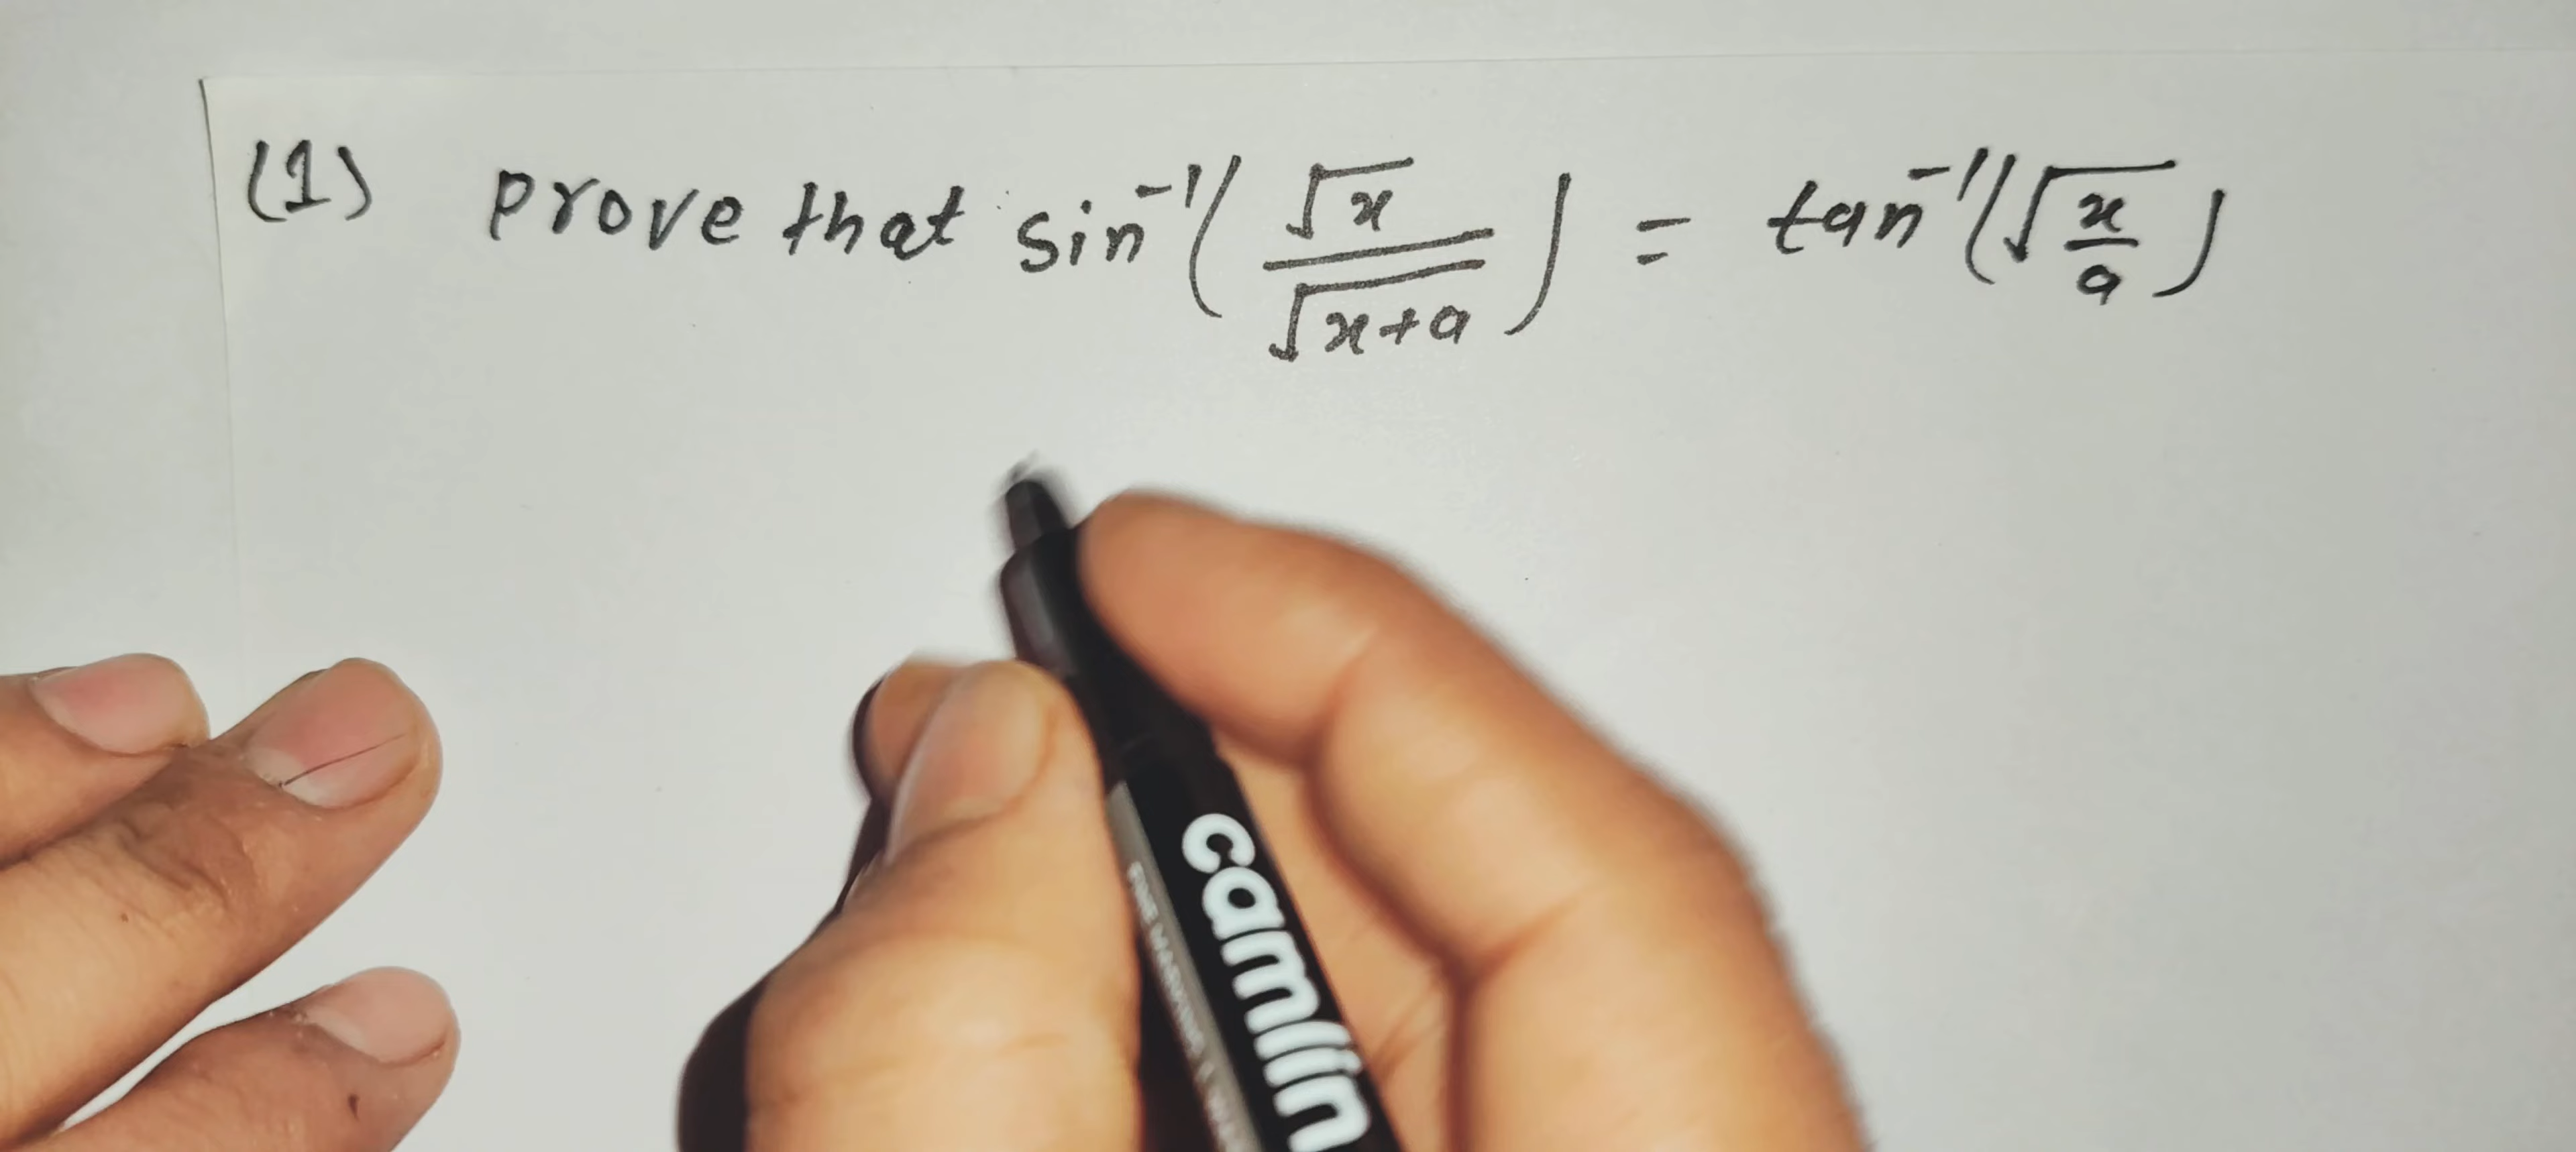 (1) prove that sin⁻¹(√x/√x+a) = tan⁻¹(√x/a)
camlin